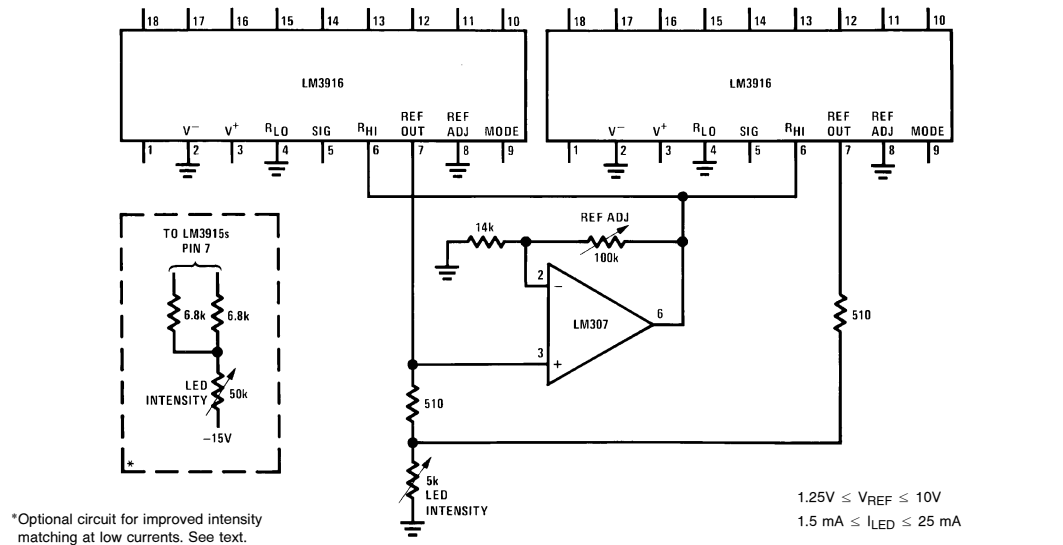 18 17 16 15 14 13 12 11 10
18 17 16 15 14 13 12 11 10
LM3916
LM3916
V⁻ V⁺ RLO SIG RHI REF OUT REF ADJ MODE
V⁻ V⁺ RLO SIG RHI REF OUT REF ADJ MODE
1 2 3 4 5 6 7 8 9
1 2 3 4 5 6 7 8 9
TO LM3915s
PIN 7
6.8k 6.8k
LED
INTENSITY
50k
−15V
*
14k
REF ADJ
100k
2
−
LM307
6
3
+
510
510
5k
LED
INTENSITY
*Optional circuit for improved intensity
matching at low currents. See text.
1.25V ≤ VREF ≤ 10V
1.5 mA ≤ ILED ≤ 25 mA